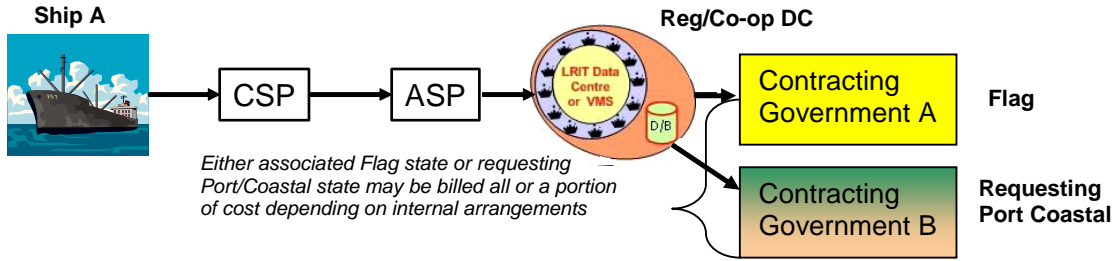 Ship A
Reg/Co-op DC
151
CSP
ASP
LRIT Data
Centre
or VMS
D/B
Contracting
Government A
Flag
Either associated Flag state or requesting
Port/Coastal state may be billed all or a portion
of cost depending on internal arrangements
Contracting
Government B
Requesting
Port Coastal